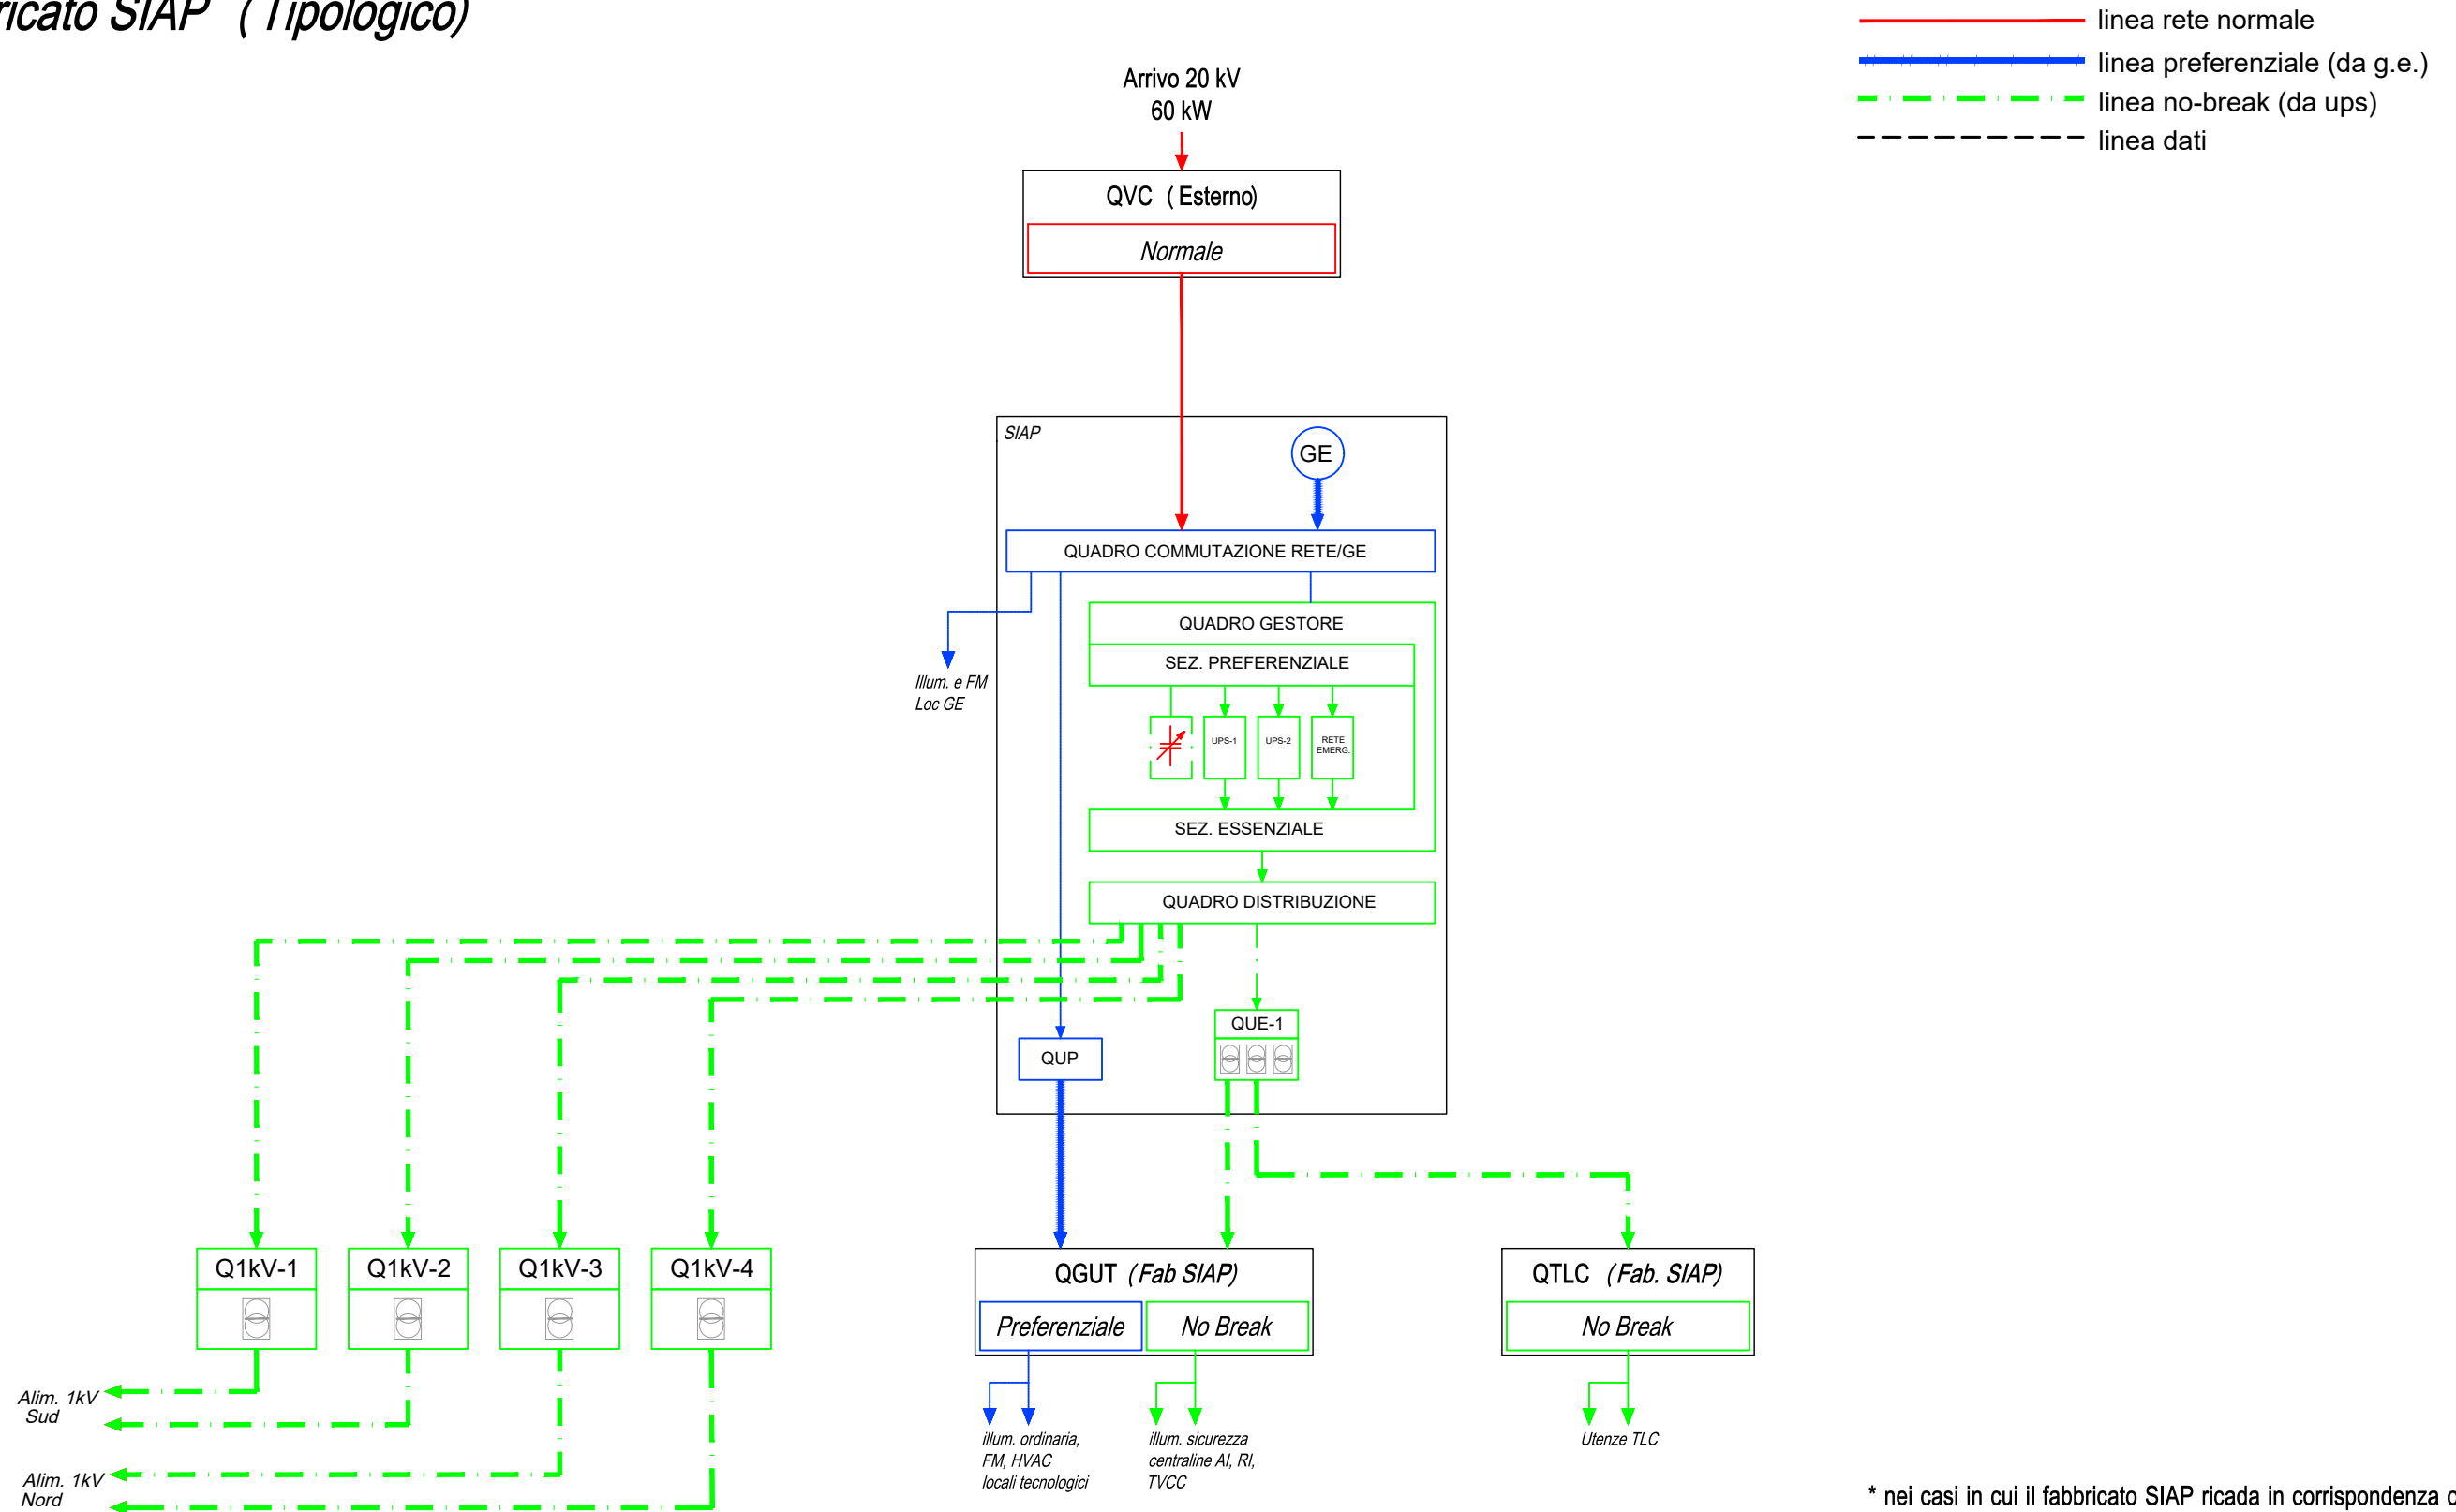 SIAP (Tipologico)
linea rete normale
linea preferenziale (da g.e.)
linea no-break (da ups)
linea dati
Arrivo 20 kV
60 kW
QVC (Esterno)
Normale
SIAP
GE
QUADRO COMMUTAZIONE RETE/GE
QUADRO GESTORE
SEZ. PREFERENZIALE
Illum. e FM
Loc GE
UPS-1
UPS-2
RETE
EMERG.
SEZ. ESSENZIALE
QUADRO DISTRIBUZIONE
QUE-1
QUP
Q1kV-1
Q1kV-2
Q1kV-3
Q1kV-4
QGUT (Fab SIAP)
Preferenziale
No Break
QTLC (Fab. SIAP)
No Break
Alim. 1kV
Sud
Alim. 1kV
Nord
illum. ordinaria,
FM, HVAC
locali tecnologici
illum. sicurezza
centraline AI, RI,
TVCC
Utenze TLC
* nei casi in cui il fabbricato SIAP ricada in corrispondenza